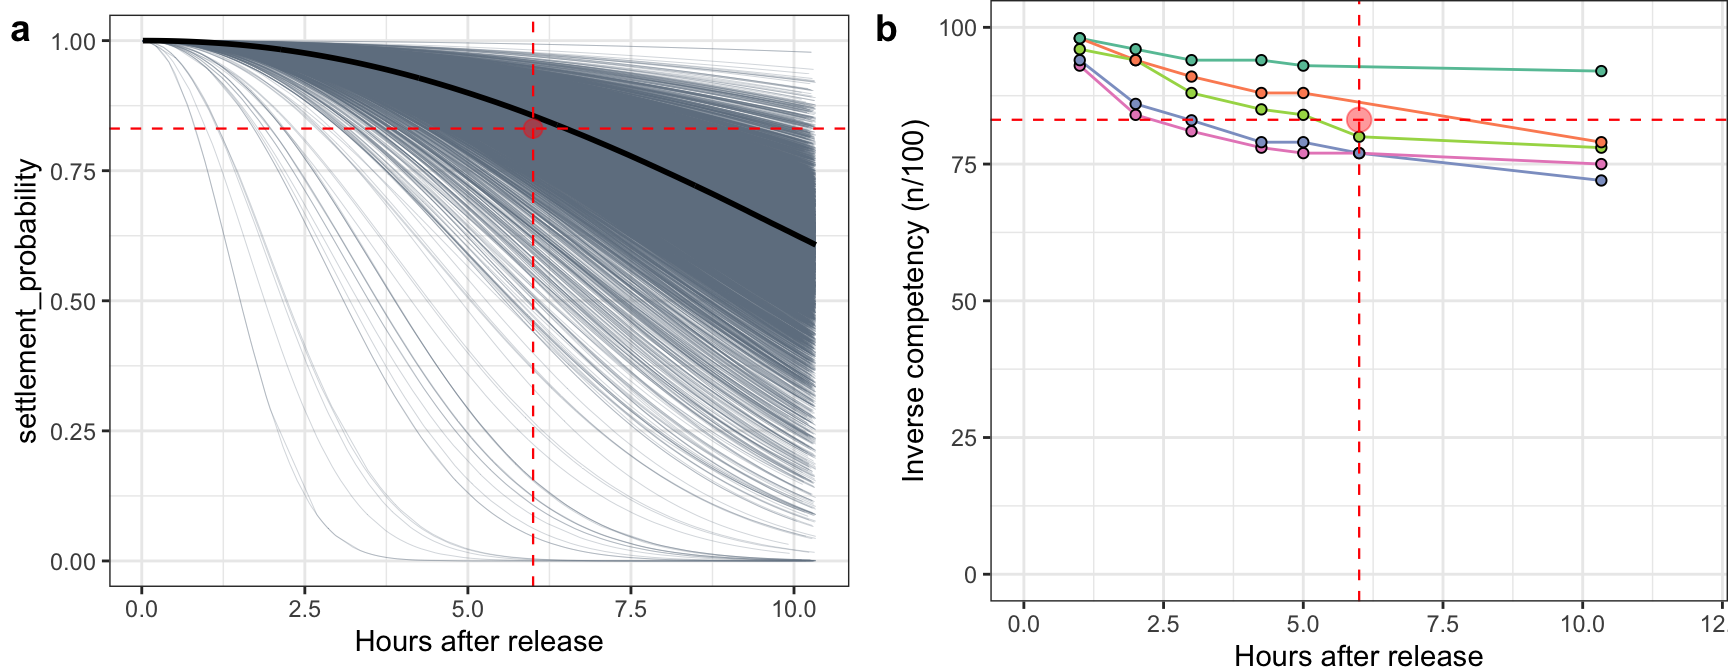 a
1.00
0.75
0.50
0.25
0.00
settlement_probability
0.0 2.5 5.0 7.5 10.0
Hours after release
b
100
75
50
25
0
Inverse competency (n/100)
0.0 2.5 5.0 7.5 10.0 12.
Hours after release